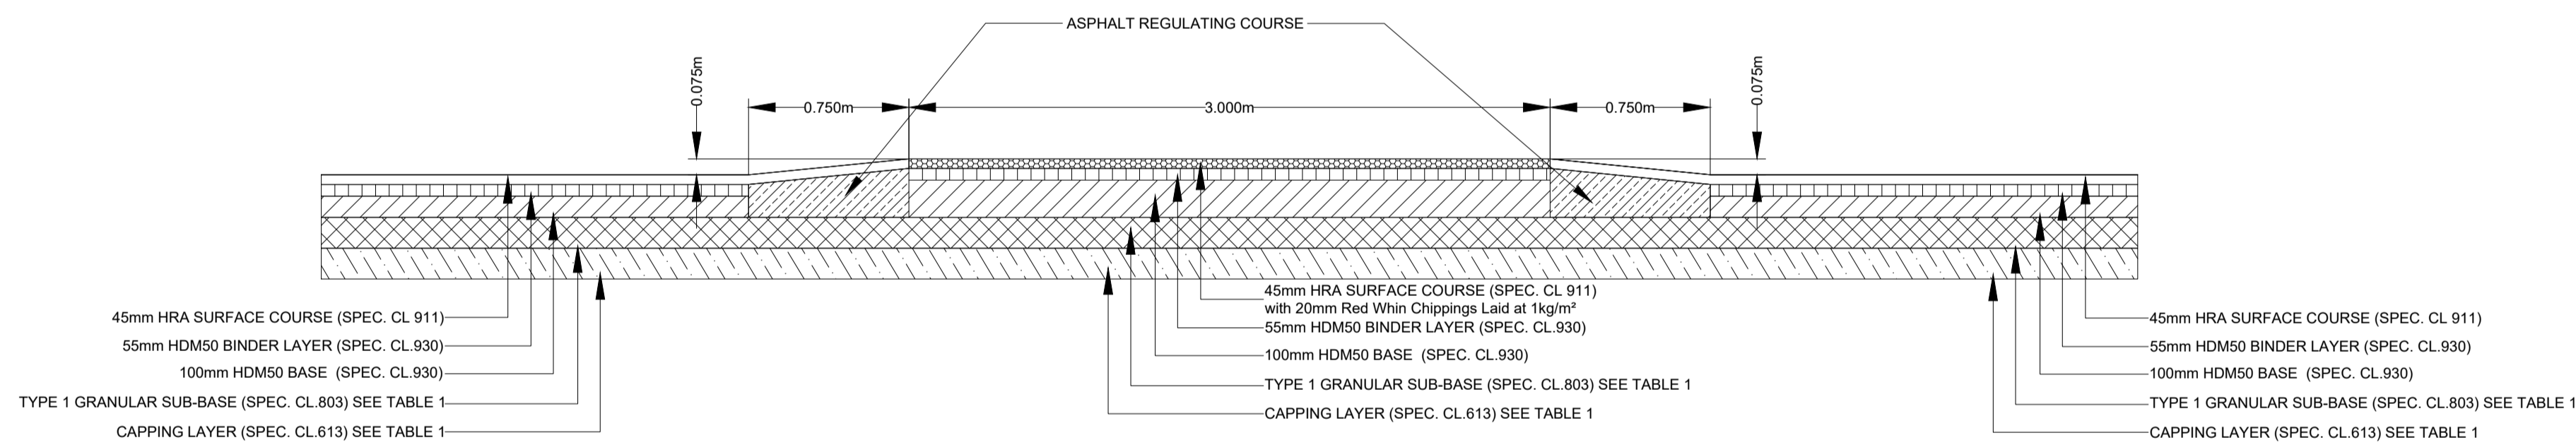 ASPHALT REGULATING COURSE
0.075m
0.750m
3.000m
0.750m
0.075m
45mm HRA SURFACE COURSE (SPEC. CL 911)
55mm HDM50 BINDER LAYER (SPEC. CL.930)
100mm HDM50 BASE (SPEC. CL.930)
TYPE 1 GRANULAR SUB-BASE (SPEC. CL.803) SEE TABLE 1
CAPPING LAYER (SPEC. CL.613) SEE TABLE 1
45mm HRA SURFACE COURSE (SPEC. CL 911)
with 20mm Red Whin Chippings Laid at 1kg/m²
55mm HDM50 BINDER LAYER (SPEC. CL.930)
100mm HDM50 BASE (SPEC. CL.930)
TYPE 1 GRANULAR SUB-BASE (SPEC. CL.803) SEE TABLE 1
CAPPING LAYER (SPEC. CL.613) SEE TABLE 1
45mm HRA SURFACE COURSE (SPEC. CL 911)
55mm HDM50 BINDER LAYER (SPEC. CL.930)
100mm HDM50 BASE (SPEC. CL.930)
TYPE 1 GRANULAR SUB-BASE (SPEC. CL.803) SEE TABLE 1
CAPPING LAYER (SPEC. CL.613) SEE TABLE 1